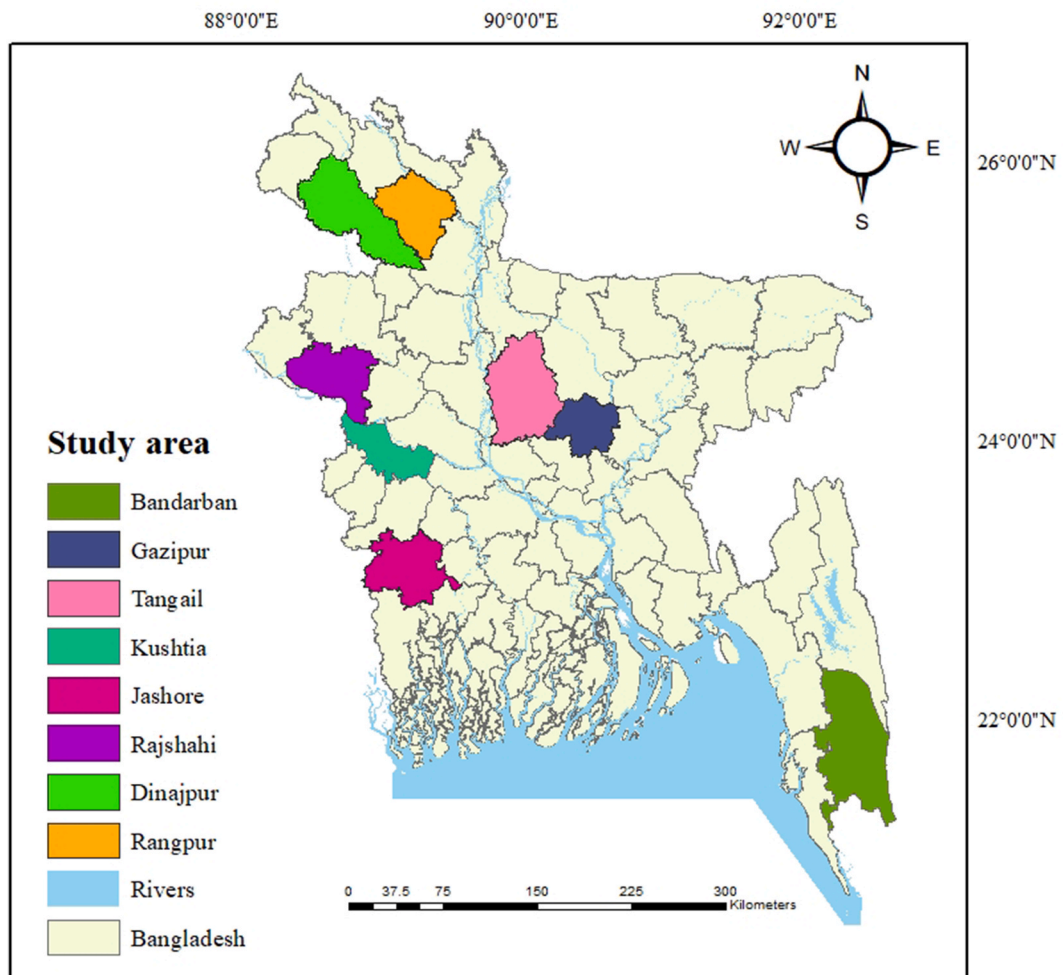 88°0'0"E 90°0'0"E 92°0'0"E
N
W E
S
26°0'0"N
24°0'0"N
22°0'0"N
Study area
Bandarban
Gazipur
Tangail
Kushtia
Jashore
Rajshahi
Dinajpur
Rangpur
Rivers
Bangladesh
0 37.5 75 150 225 300
Kilometers